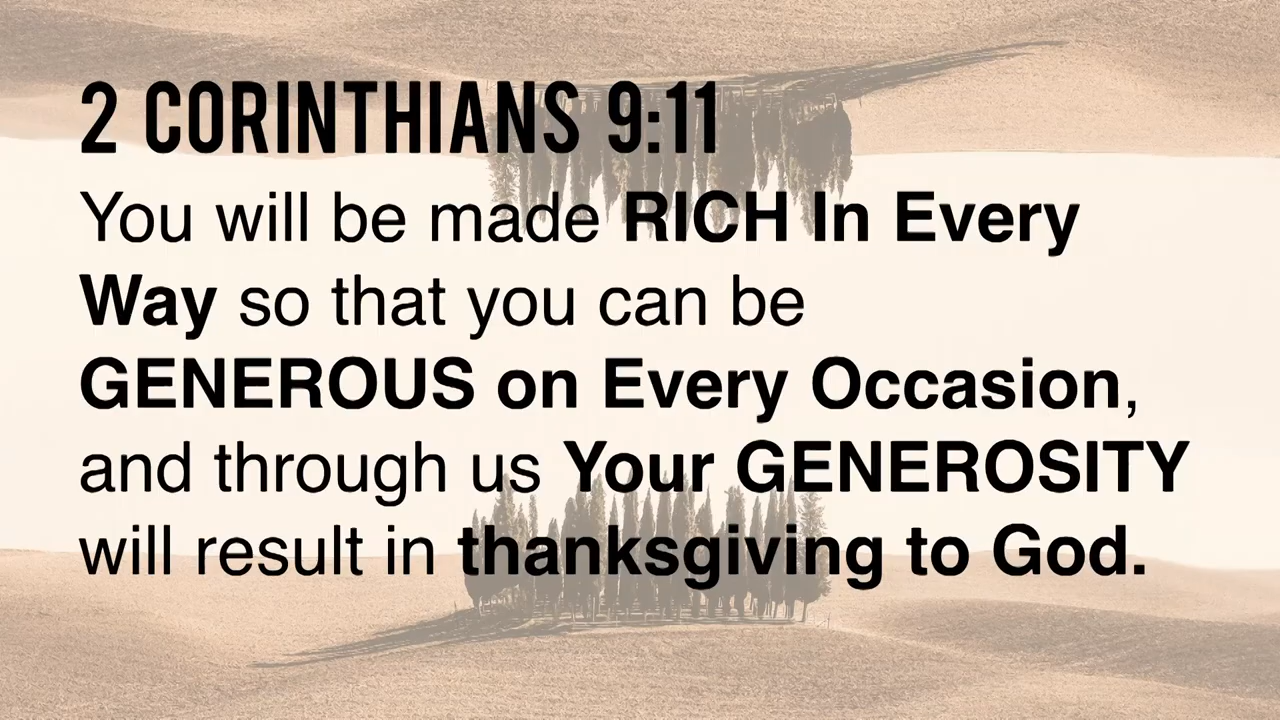 2 CORINTHIANS 9:11
You will be made RICH In Every
Way so that you can be
GENEROUS on Every Occasion,
and through us Your GENEROSITY
will result in thanksgiving to God.